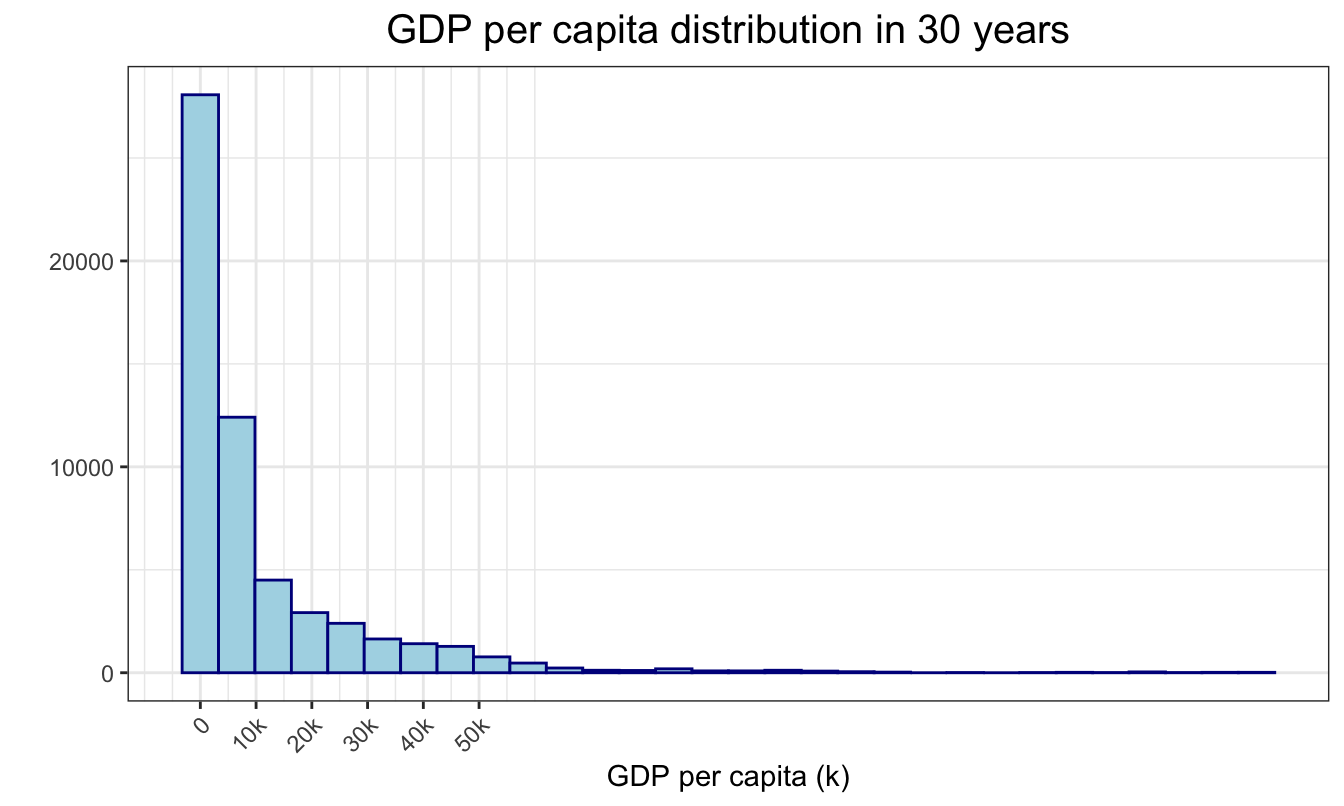 GDP per capita distribution in 30 years
20000
10000
0
0 10k 20k 30k 40k 50k
GDP per capita (k)